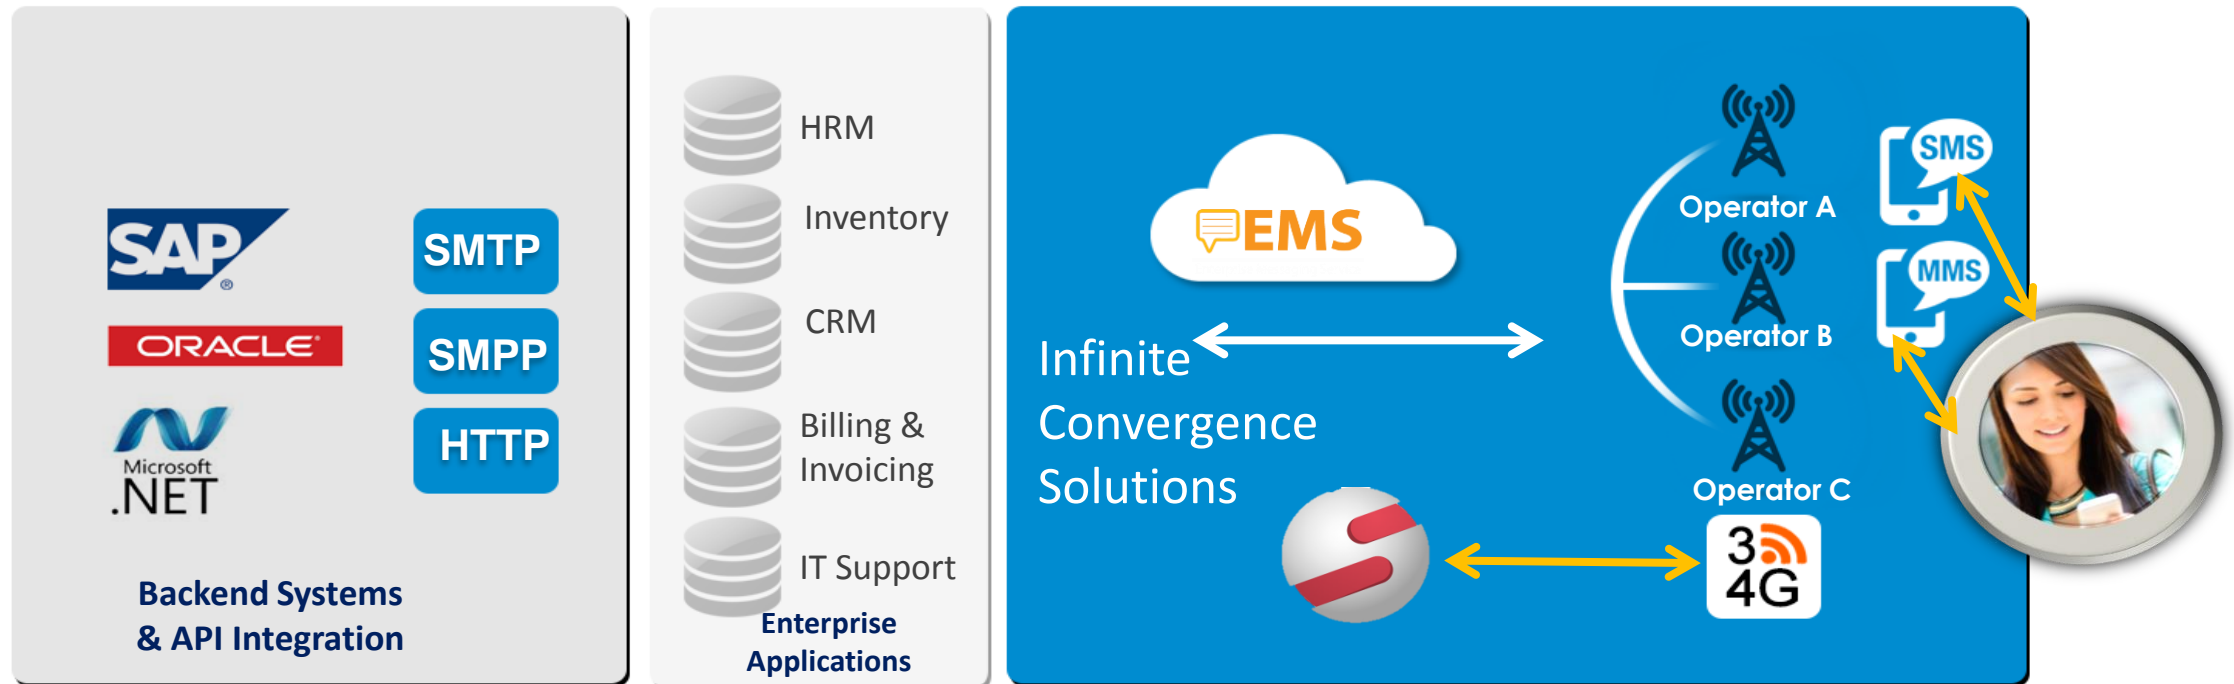 SAP
®
ORACLE
Microsoft
.NET
SMTP
SMPP
HTTP
Backend Systems
& API Integration
HRM
Inventory
CRM
Billing &
Invoicing
IT Support
Enterprise
Applications
EMS
Infinite
Convergence
Solutions
Operator A
Operator B
Operator C
SMS
MMS
3
4G